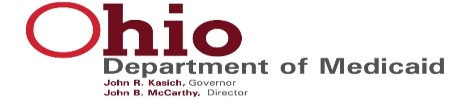 Ohio
Department of Medicaid
John R. Kasich, Governor
John B. McCarthy, Director